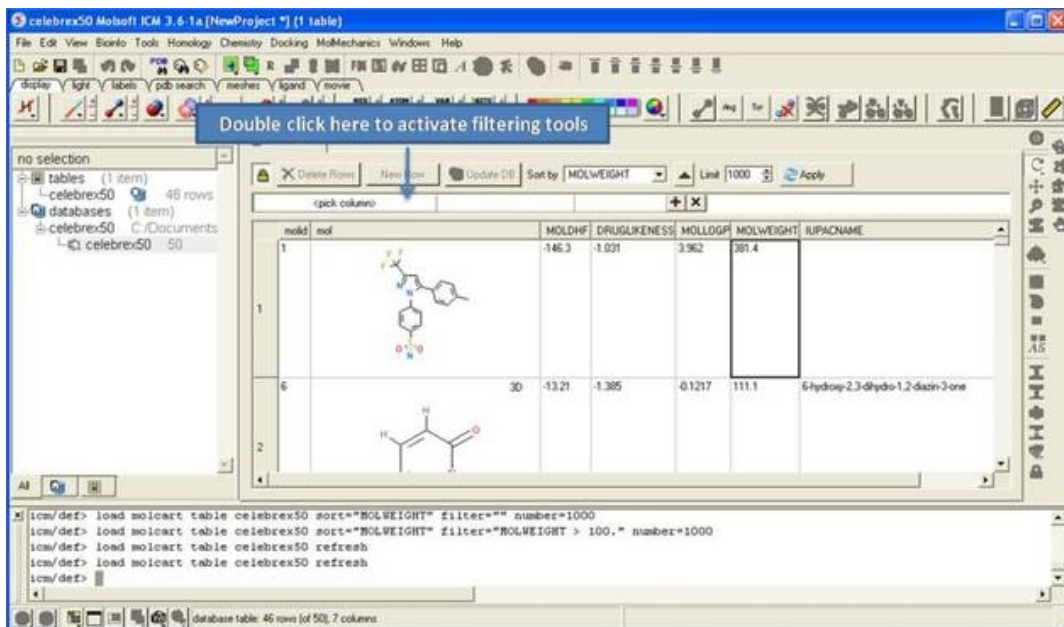 celebrex50 Molsoft ICM 3.6-1a [NewProject *] (1 table)
File Edit View Bioinfo Tools Homology Chemistry Docking MolMechanics Windows Help
display light labels pdb search meshes ligand movie
Double click here to activate filtering tools
no selection
tables (1 item)
celebrex50 46 rows
databases (1 item)
celebrex50 C:/Documents
celebrex50 50
All
Delete Rows New Row Update DB Sort by MOLWEIGHT Limit 1000 Apply
<pick column>
molid mol MOLDHF DRUGLIKENESS MOLLOGP MOLWEIGHT IUPACNAME
1 1 -146.3 -1.031 3.962 381.4
2 6 3D -13.21 -1.385 -0.1217 111.1 6-hydroxy-2,3-dihydro-1,2-diazin-3-one
icm/def> load molcart table celebrex50 sort="MOLWEIGHT" filter="" number=1000
icm/def> load molcart table celebrex50 sort="MOLWEIGHT" filter="MOLWEIGHT > 100." number=1000
icm/def> load molcart table celebrex50 refresh
icm/def> load molcart table celebrex50 refresh
icm/def>
database table: 46 rows (of 50), 7 columns